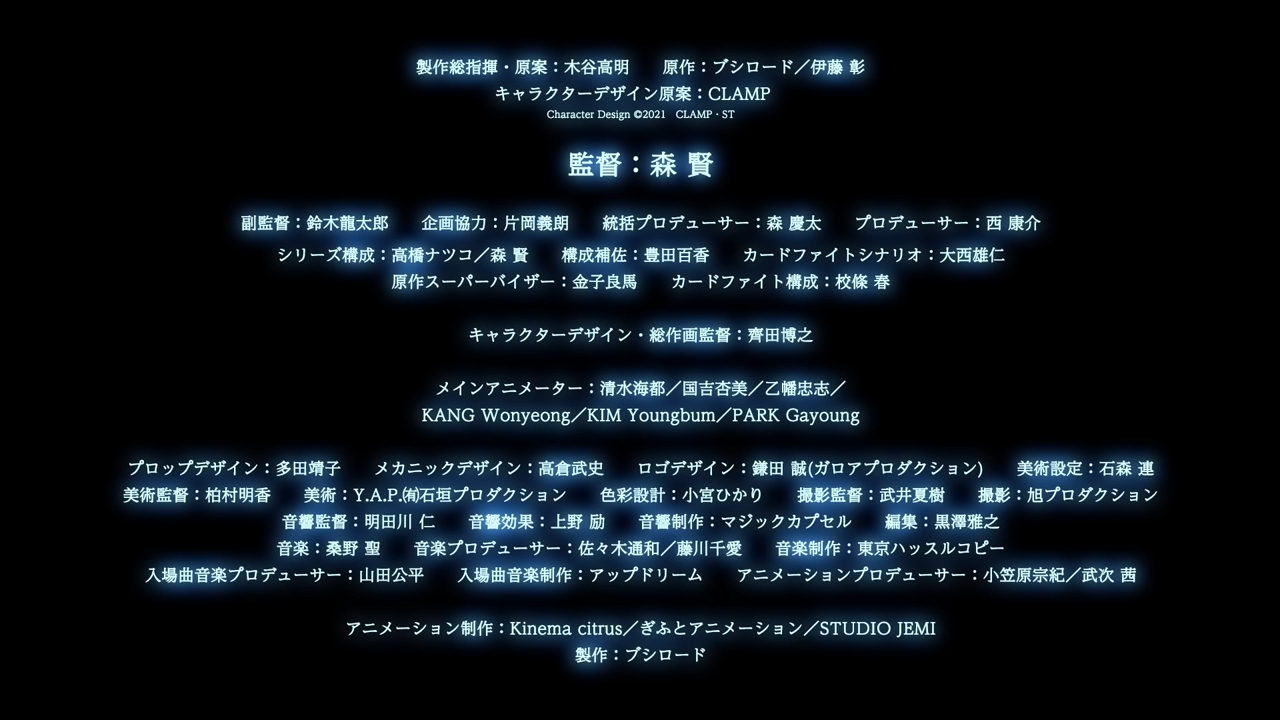 製作総指揮・原案：木谷高明　　原作：ブシロード／伊藤 彰
キャラクターデザイン原案：CLAMP
Character Design ©2021　CLAMP・ST
監督：森 賢
副監督：鈴木龍太郎　　企画協力：片岡義朗　　統括プロデューサー：森 慶太　　プロデューサー：西 康介
シリーズ構成：高橋ナツコ／森 賢　　構成補佐：豊田百香　　カードファイトシナリオ：大西雄仁
原作スーパーバイザー：金子良馬　　カードファイト構成：校條 春
キャラクターデザイン・総作画監督：齊田博之
メインアニメーター：清水海都／国吉杏美／乙幡忠志／
KANG Wonyeong／KIM Youngbum／PARK Gayoung
プロップデザイン：多田靖子　　メカニックデザイン：高倉武史　　ロゴデザイン：鎌田 誠(ガロアプロダクション)　　美術設定：石森 連
美術監督：柏村明香　　美術：Y.A.P.㈲石垣プロダクション　　色彩設計：小宮ひかり　　撮影監督：武井夏樹　　撮影：旭プロダクション
音響監督：明田川 仁　　音響効果：上野 励　　音響制作：マジックカプセル　　編集：黒澤雅之
音楽：桑野 聖　　音楽プロデューサー：佐々木通和／藤川千愛　　音楽制作：東京ハッスルコピー
入場曲音楽プロデューサー：山田公平　　入場曲音楽制作：アップドリーム　　アニメーションプロデューサー：小笠原宗紀／武次 茜
アニメーション制作：Kinema citrus／ぎふとアニメーション／STUDIO JEMI
製作：ブシロード